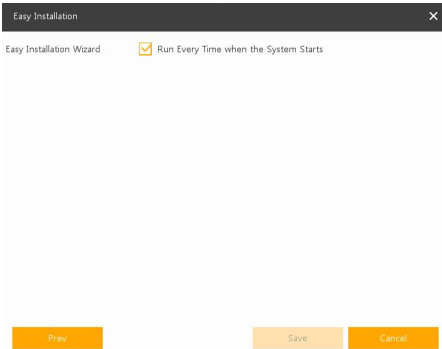 Easy Installation
Easy Installation Wizard Run Every Time when the System Starts
Prev Save Cancel